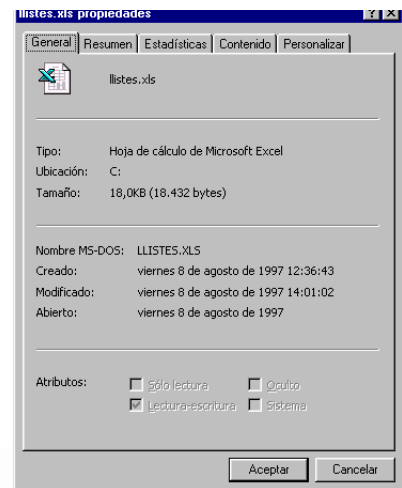 llistes.xls propiedades
General Resumen Estadísticas Contenido Personalizar
llistes.xls
Tipo: Hoja de cálculo de Microsoft Excel
Ubicación: C:
Tamaño: 18,0KB (18.432 bytes)
Nombre MS-DOS: LLISTES.XLS
Creado: viernes 8 de agosto de 1997 12:36:43
Modificado: viernes 8 de agosto de 1997 14:01:02
Abierto: viernes 8 de agosto de 1997
Atributos: Sólo lectura Oculto
Lectura-escritura Sistema
Aceptar Cancelar